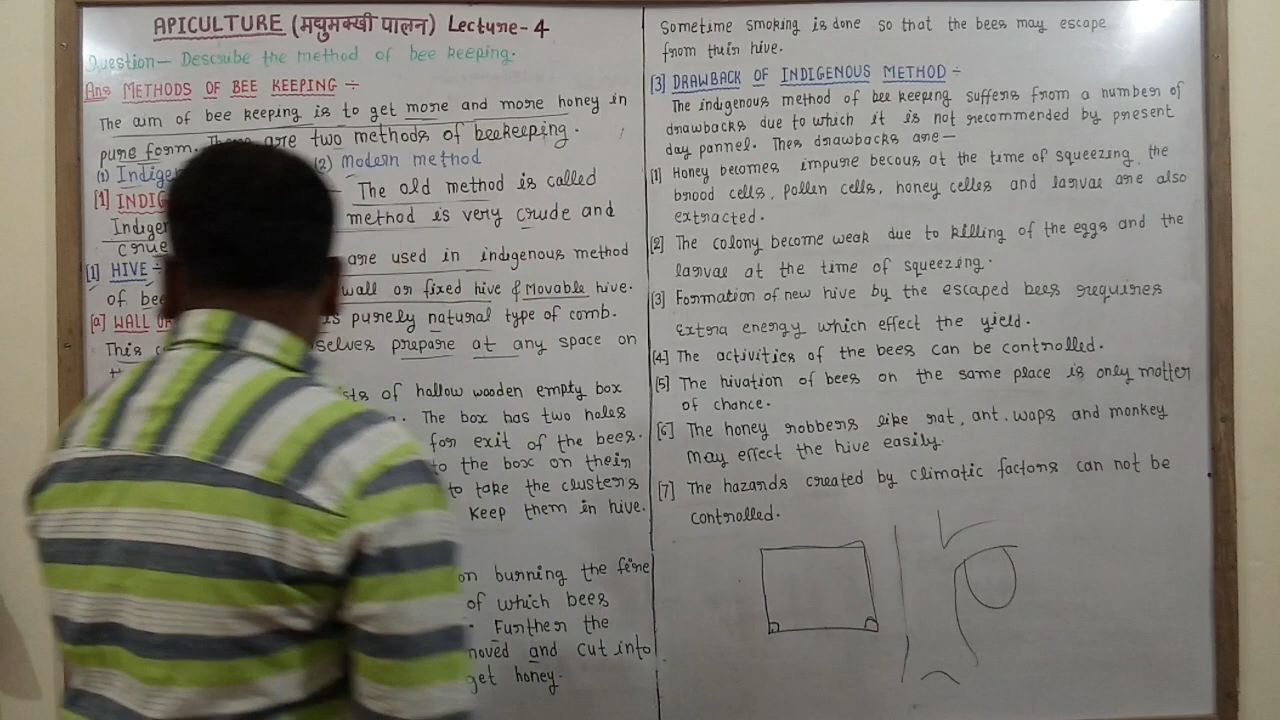 APICULTURE (मधुमक्खी पालन) Lecture-4
Question— Descsube the method of bee keeping.
Ans METHODS OF BEE KEEPING ÷
The aim of bee keeping is to get more and more honey in
pure form. There are two methods of beekeeping.
(1) Indige (2) Modern method
[1] INDIG — The old method is called
Indiger method is very crude and
crue
[1] HIVE ÷ are used in indigenous method
of bee wall or fixed hive & Movable hive.
[a] WALL OR is purely natural type of comb.
This selves prepare at any space on
sts of hallow wooden empty box
. The box has two holes
for exit of the bees.
to the box on their
to take the clusters
keep them in hive.
on burning the fire
of which bees
. Further the
moved and cut into
get honey.
Sometime smoking is done so that the bees may escape
from their hive.
[3] DRAWBACK OF INDIGENOUS METHOD ÷
The indigenous method of bee keeping suffers from a number of
drawbacks due to which it is not recommended by present
day pannel. Thes drawbacks are—
[1] Honey becomes impure becous at the time of squeezing, the
brood cells, pollen cells, honey celles and larvae are also
extracted.
[2] The colony become weak due to killing of the eggs and the
larvae at the time of squeezing.
[3] Formation of new hive by the escaped bees requires
Extra energy which effect the yield.
[4] The activities of the bees can be controlled.
[5] The hivation of bees on the same place is only matter
of chance.
[6] The honey robbers like rat, ant. waps and monkey
may effect the hive easily.
[7] The hazards created by climatic factors can not be
controlled.